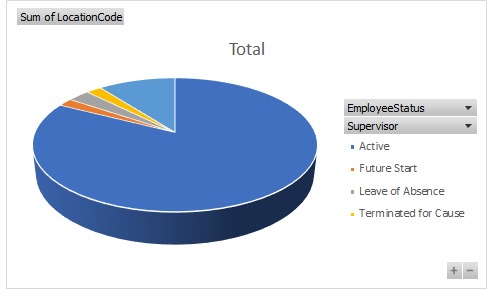 Sum of LocationCode
Total
EmployeeStatus
Supervisor
Active
Future Start
Leave of Absence
Terminated for Cause
+ −